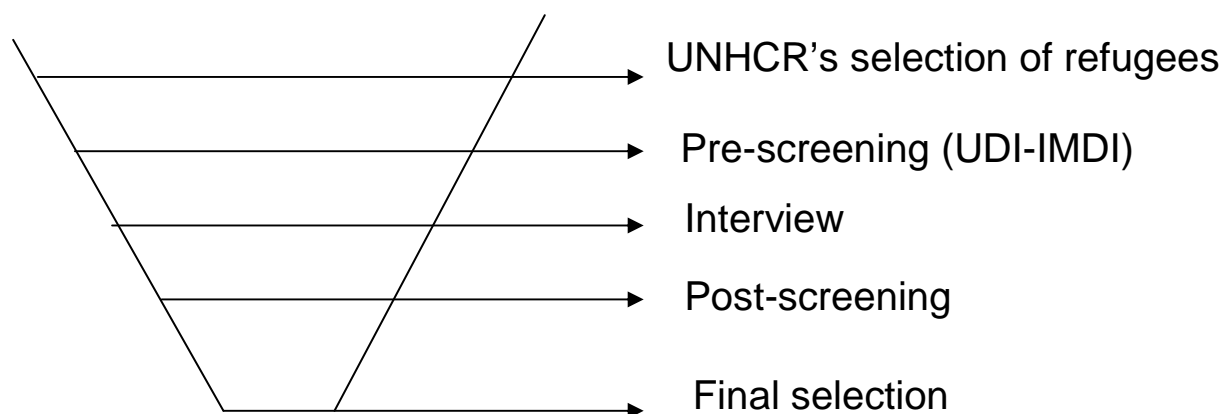 UNHCR's selection of refugees
Pre-screening (UDI-IMDI)
Interview
Post-screening
Final selection